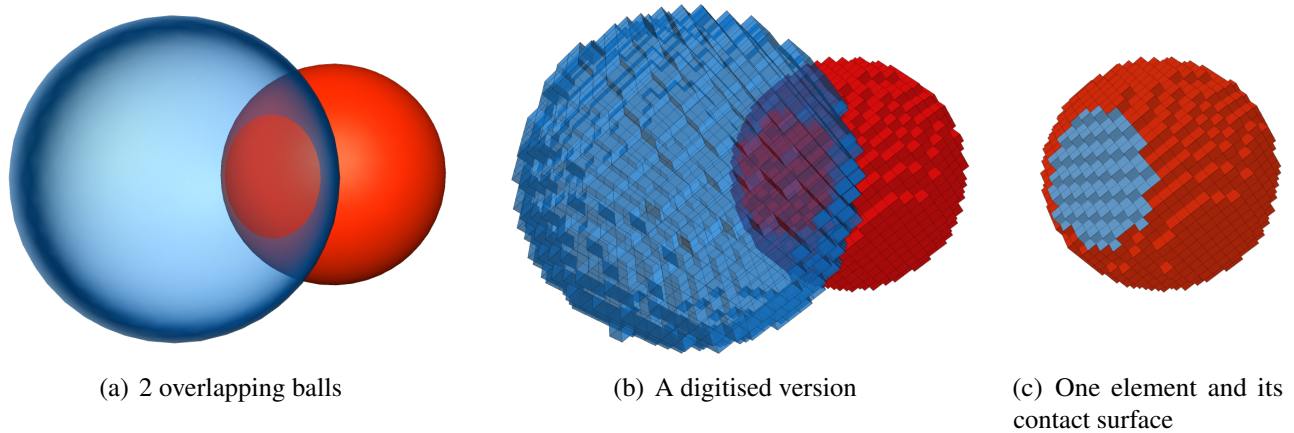 (a) 2 overlapping balls
(b) A digitised version
(c) One element and its
contact surface